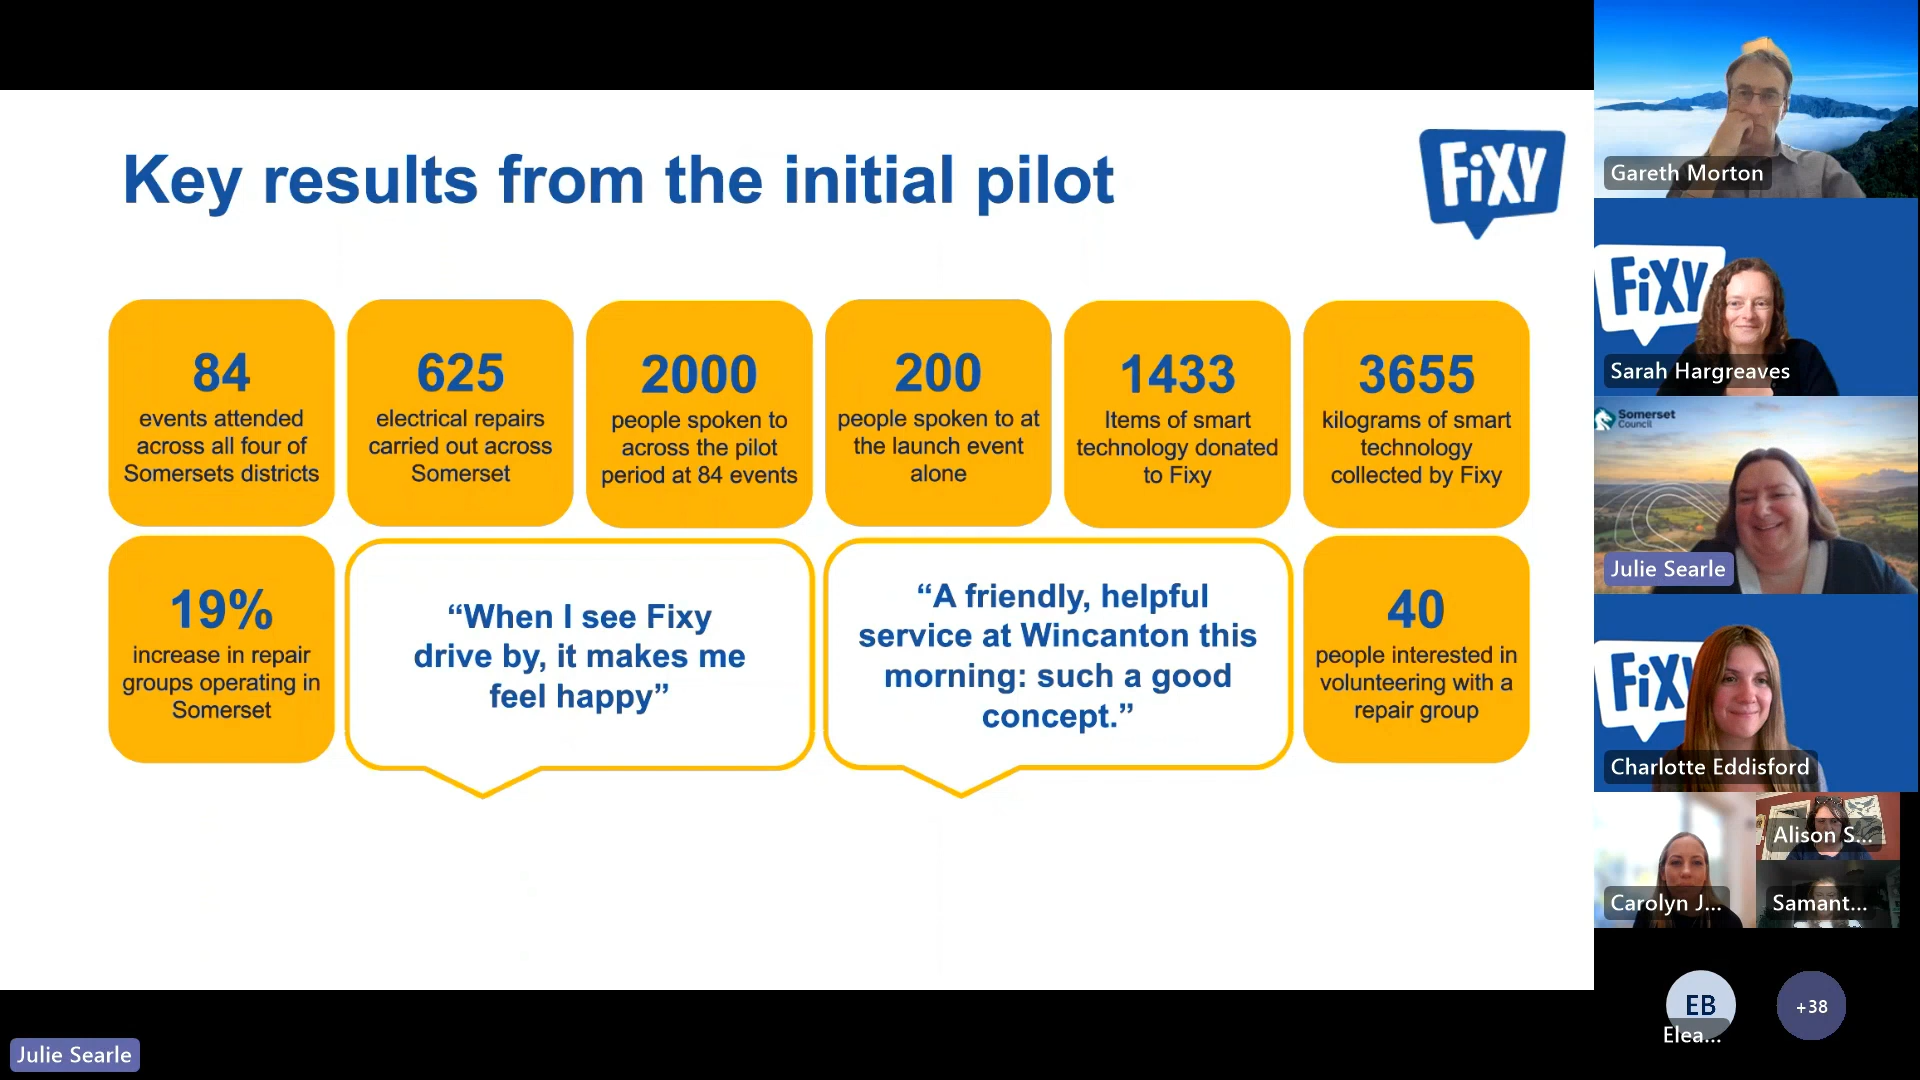 Key results from the initial pilot
FiXY
84
events attended
across all four of
Somersets districts
625
electrical repairs
carried out across
Somerset
2000
people spoken to
across the pilot
period at 84 events
200
people spoken to at
the launch event
alone
1433
Items of smart
technology donated
to Fixy
3655
kilograms of smart
technology
collected by Fixy
19%
increase in repair
groups operating in
Somerset
“When I see Fixy
drive by, it makes me
feel happy”
“A friendly, helpful
service at Wincanton this
morning: such a good
concept.”
40
people interested in
volunteering with a
repair group
Julie Searle
Gareth Morton
FiXY
Sarah Hargreaves
Somerset
Council
Julie Searle
FiXY
Charlotte Eddisford
Carolyn J...
Alison S...
Samant...
EB
Elea...
+38